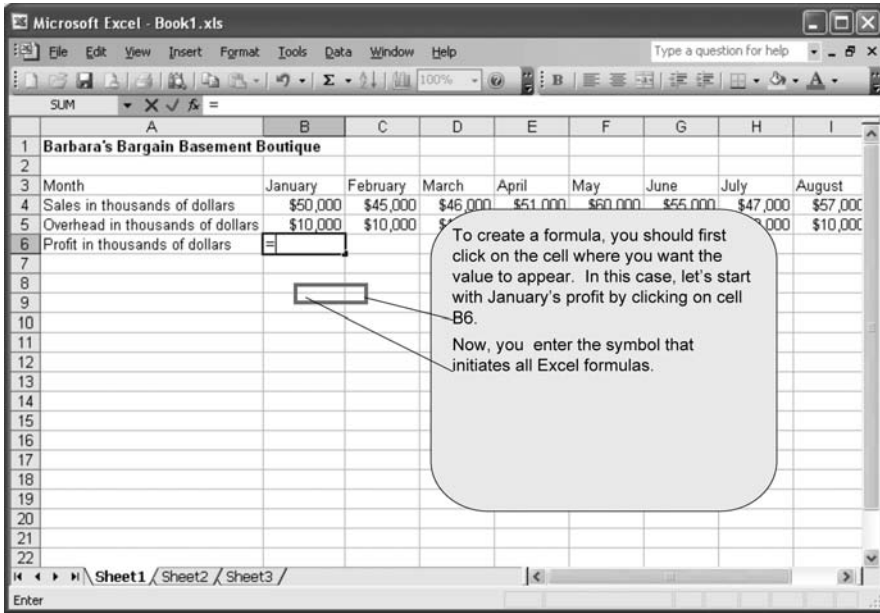 Microsoft Excel - Book1.xls
File Edit View Insert Format Tools Data Window Help Type a question for help
Σ 100% B A
SUM X ✓ fx =
A B C D E F G H I
1 Barbara's Bargain Basement Boutique
2
3 Month January February March April May June July August
4 Sales in thousands of dollars $50,000 $45,000 $46,000 $51,000 $60,000 $55,000 $47,000 $57,000
5 Overhead in thousands of dollars $10,000 $10,000 $10,000
6 Profit in thousands of dollars =
7
8
9
10
11
12
13
14
15
16
17
18
19
20
21
22
To create a formula, you should first
click on the cell where you want the
value to appear. In this case, let's start
with January's profit by clicking on cell
B6.
Now, you enter the symbol that
initiates all Excel formulas.
Sheet1 Sheet2 Sheet3
Enter